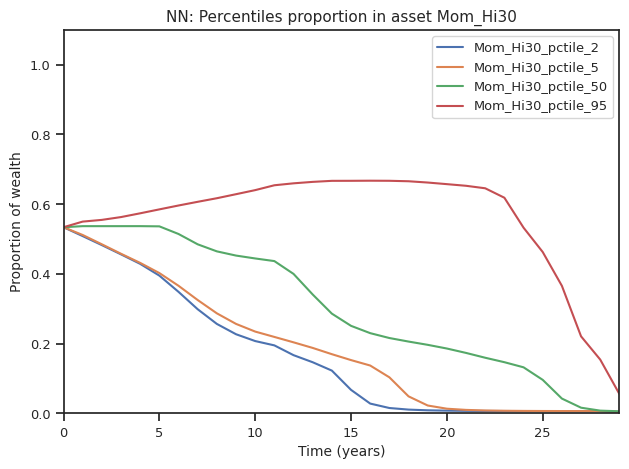 NN: Percentiles proportion in asset Mom_Hi30
Mom_Hi30_pctile_2
Mom_Hi30_pctile_5
Mom_Hi30_pctile_50
Mom_Hi30_pctile_95
Proportion of wealth
1.0
0.8
0.6
0.4
0.2
0.0
0 5 10 15 20 25
Time (years)